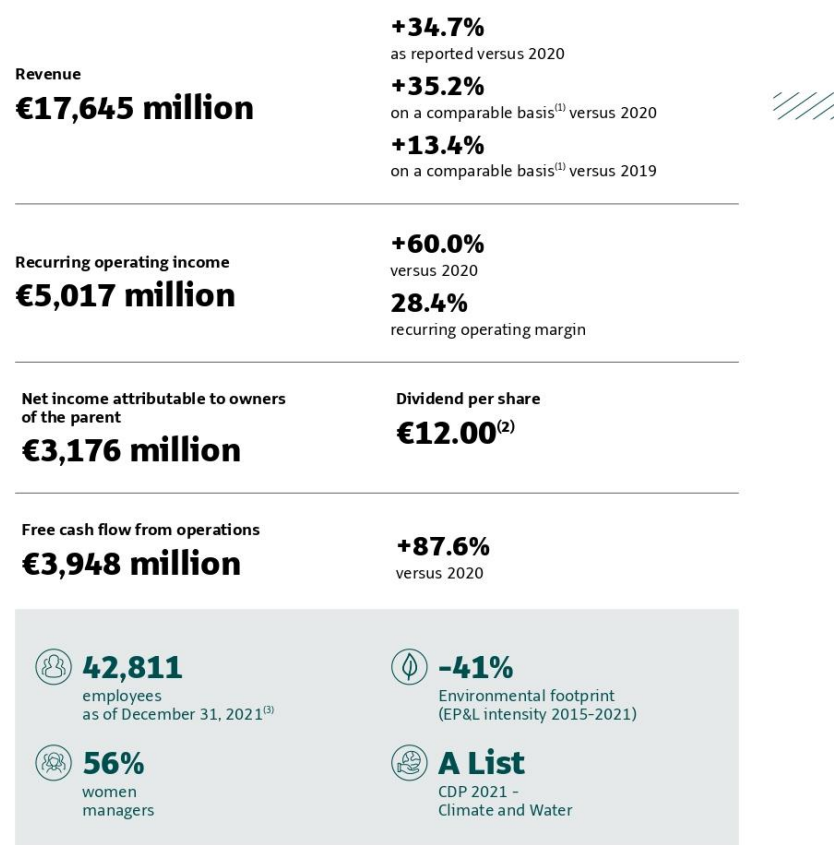 Revenue
€17,645 million
+34.7%
as reported versus 2020
+35.2%
on a comparable basis(1) versus 2020
+13.4%
on a comparable basis(1) versus 2019
Recurring operating income
€5,017 million
+60.0%
versus 2020
28.4%
recurring operating margin
Net income attributable to owners
of the parent
€3,176 million
Dividend per share
€12.00(2)
Free cash flow from operations
€3,948 million
+87.6%
versus 2020
42,811
employees
as of December 31, 2021(3)
-41%
Environmental footprint
(EP&L intensity 2015-2021)
56%
women
managers
A List
CDP 2021 -
Climate and Water